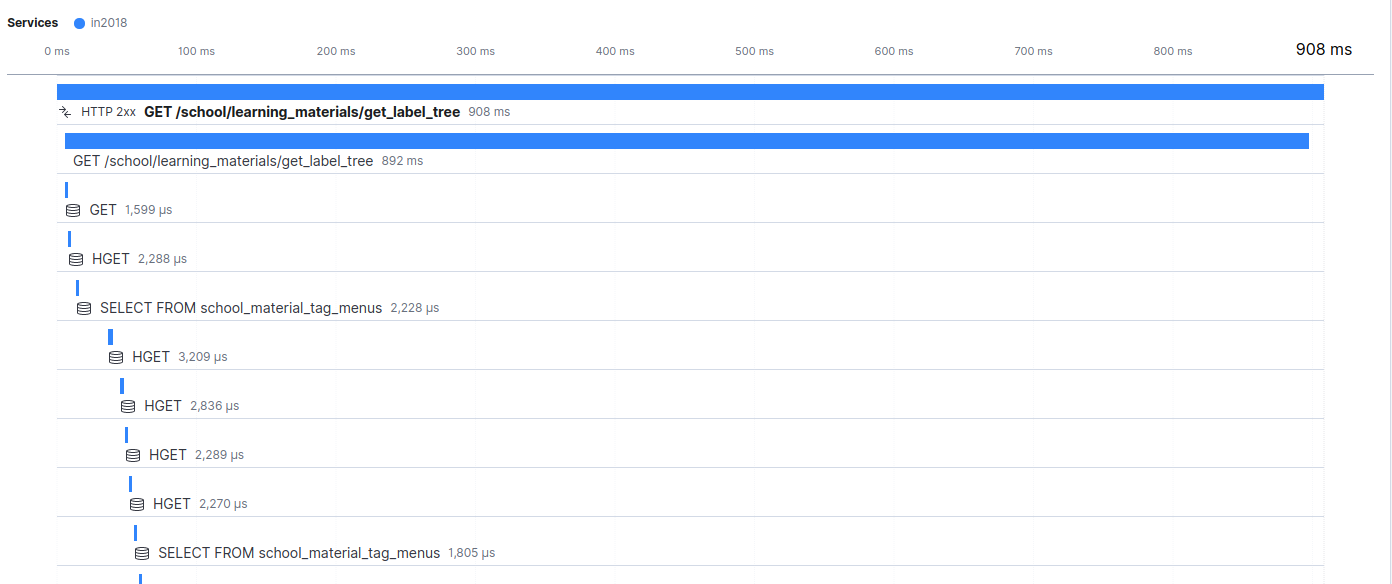 Services in2018
0 ms 100 ms 200 ms 300 ms 400 ms 500 ms 600 ms 700 ms 800 ms 908 ms
HTTP 2xx GET /school/learning_materials/get_label_tree 908 ms
GET /school/learning_materials/get_label_tree 892 ms
GET 1,599 μs
HGET 2,288 μs
SELECT FROM school_material_tag_menus 2,228 μs
HGET 3,209 μs
HGET 2,836 μs
HGET 2,289 μs
HGET 2,270 μs
SELECT FROM school_material_tag_menus 1,805 μs